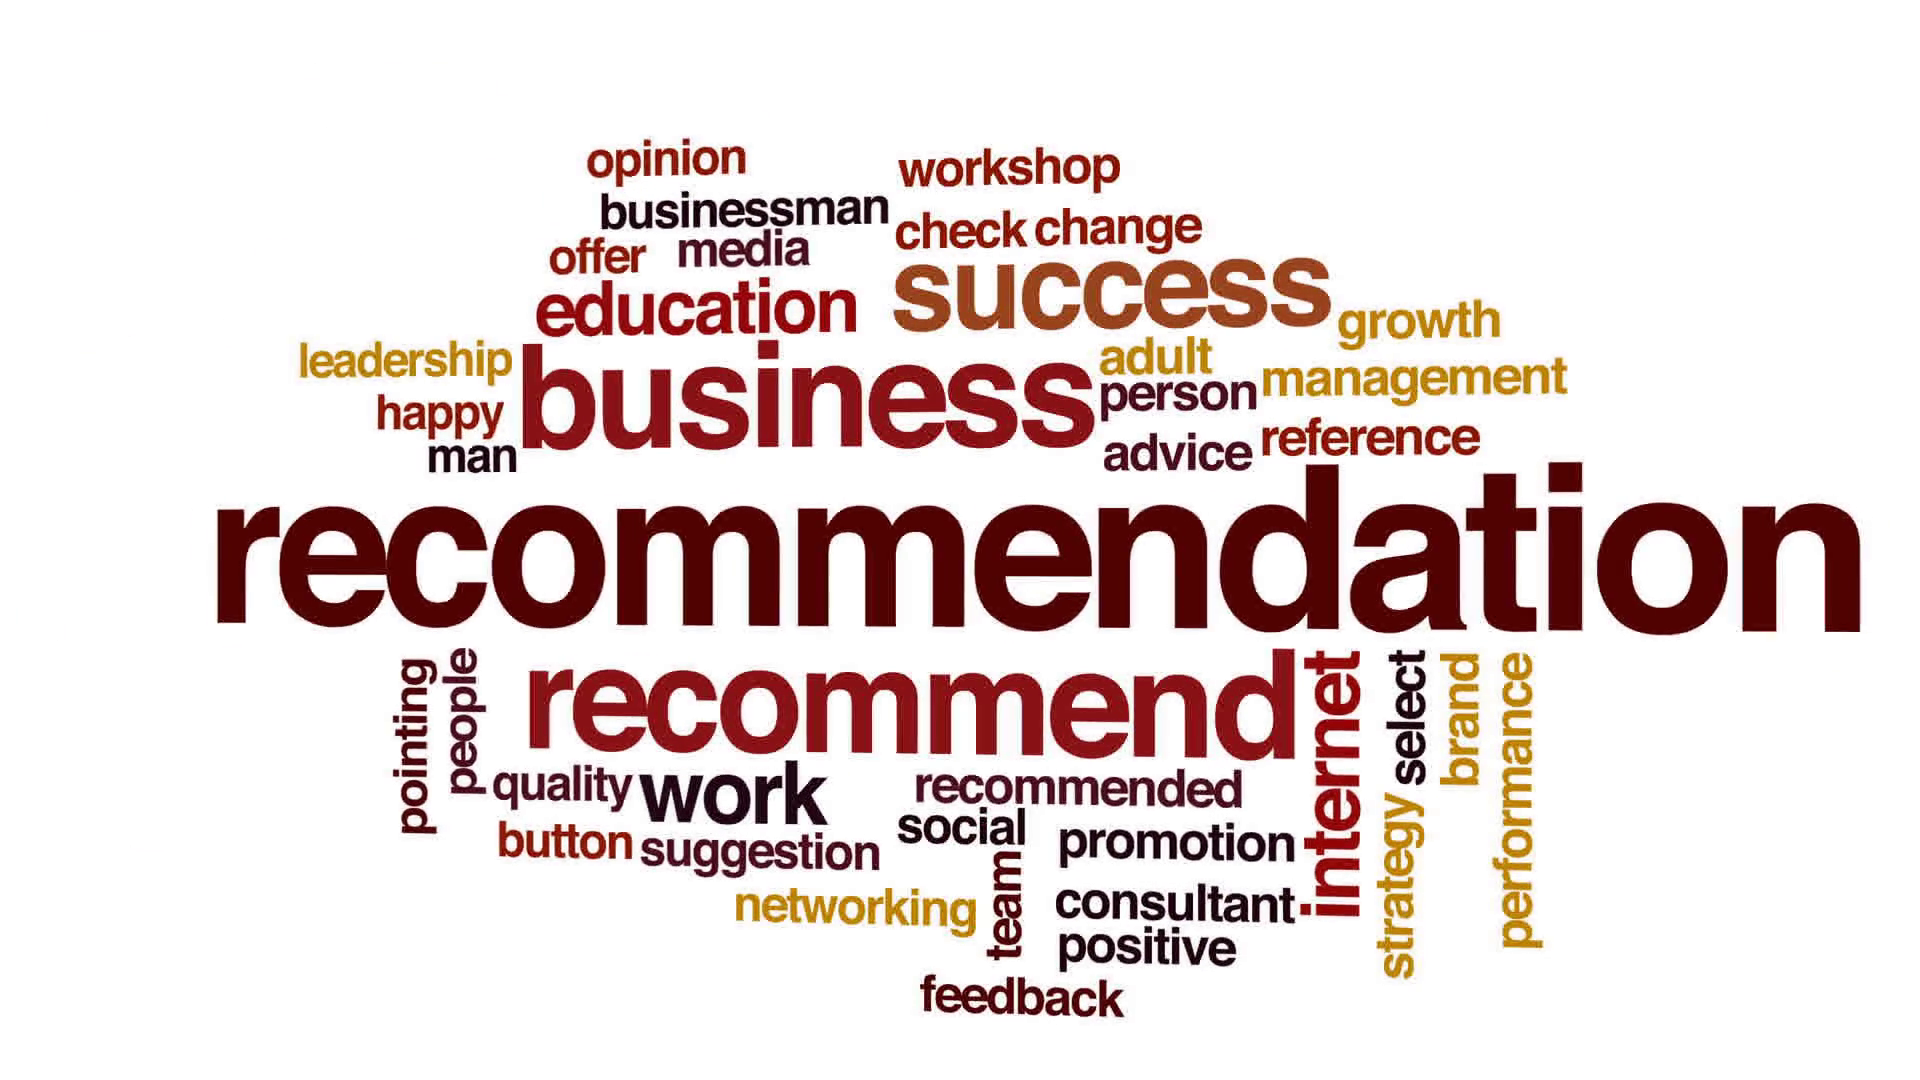 opinion
workshop
businessman
check change
offer media
success
education
growth
leadership
business
adult
person
management
happy
man
advice
reference
recommendation
pointing
people
recommend
internet
select
brand
performance
quality
work
recommended
button
suggestion
social
promotion
strategy
networking
team
consultant
positive
feedback